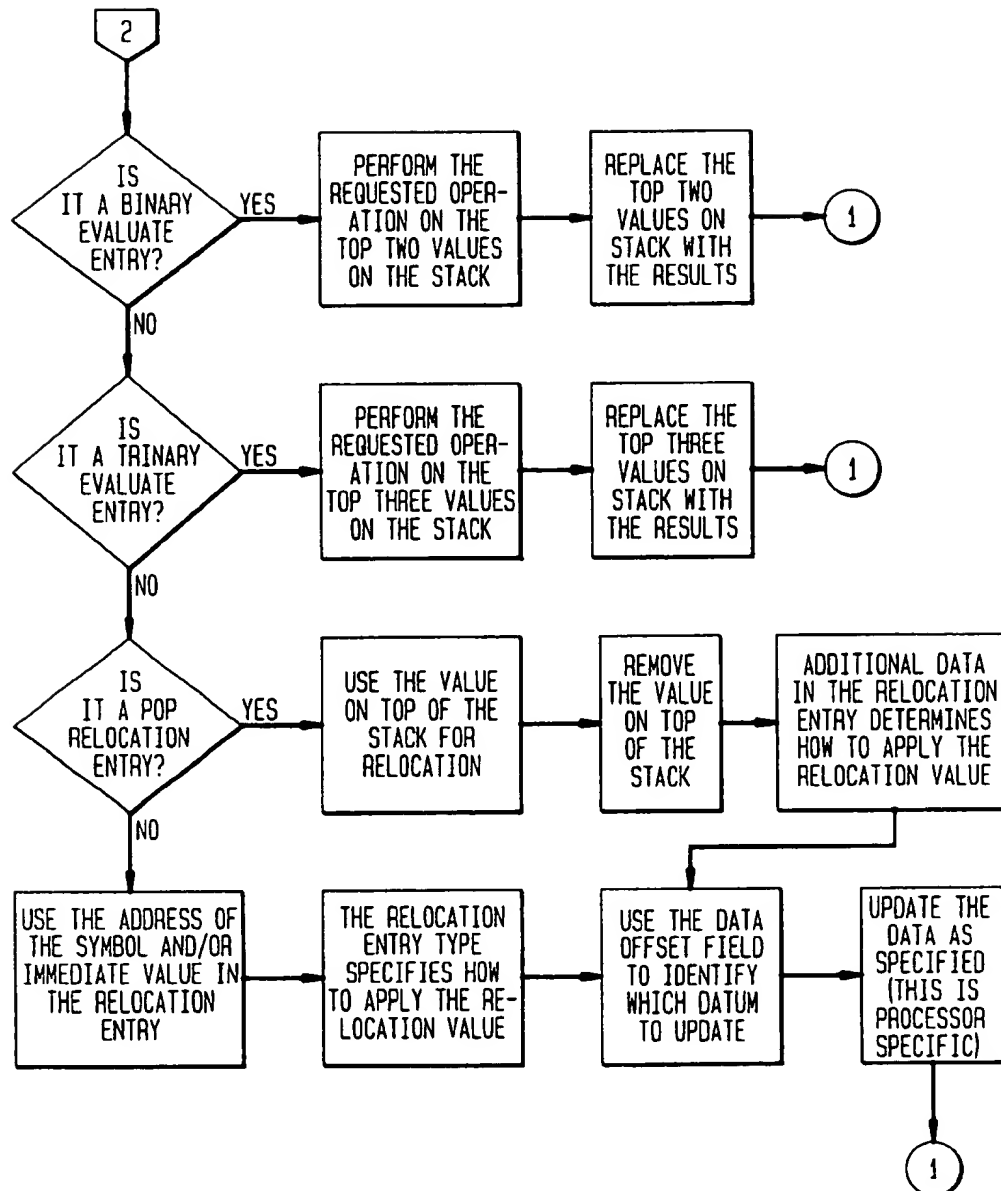 2
IS
IT A BINARY
EVALUATE
ENTRY?
YES
PERFORM THE
REQUESTED OPER-
ATION ON THE
TOP TWO VALUES
ON THE STACK
REPLACE THE
TOP TWO
VALUES ON
STACK WITH
THE RESULTS
1
NO
IS
IT A TRINARY
EVALUATE
ENTRY?
YES
PERFORM THE
REQUESTED OPER-
ATION ON THE
TOP THREE VALUES
ON THE STACK
REPLACE THE
TOP THREE
VALUES ON
STACK WITH
THE RESULTS
1
NO
IS
IT A POP
RELOCATION
ENTRY?
YES
USE THE VALUE
ON TOP OF THE
STACK FOR
RELOCATION
REMOVE
THE VALUE
ON TOP
OF THE
STACK
ADDITIONAL DATA
IN THE RELOCATION
ENTRY DETERMINES
HOW TO APPLY THE
RELOCATION VALUE
NO
USE THE ADDRESS OF
THE SYMBOL AND/OR
IMMEDIATE VALUE IN
THE RELOCATION
ENTRY
THE RELOCATION
ENTRY TYPE
SPECIFIES HOW
TO APPLY THE RE-
LOCATION VALUE
USE THE DATA
OFFSET FIELD
TO IDENTIFY
WHICH DATUM
TO UPDATE
UPDATE THE
DATA AS
SPECIFIED
(THIS IS
PROCESSOR
SPECIFIC)
1